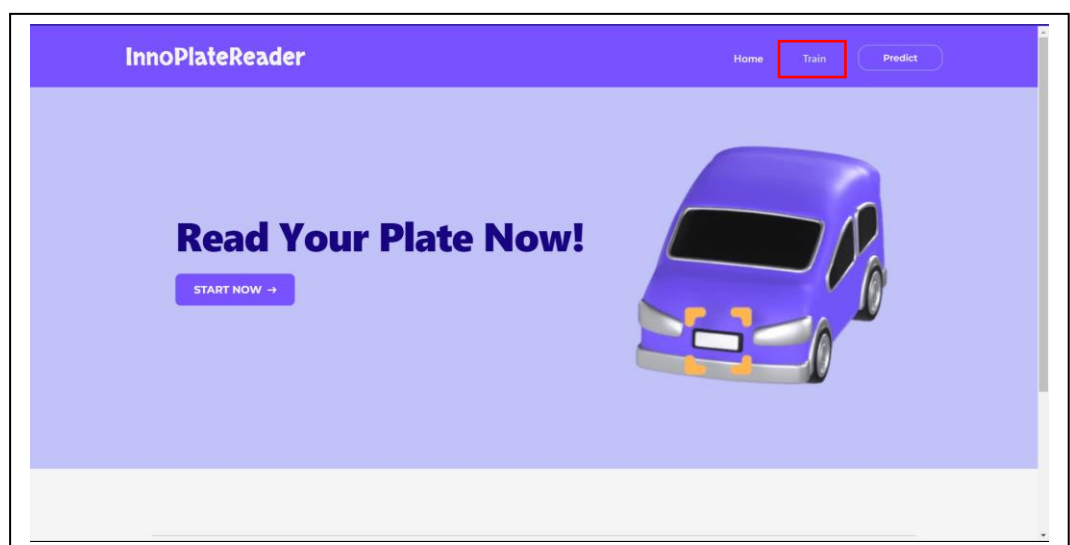 InnoPlateReader
Home Train Predict
Read Your Plate Now!
START NOW →